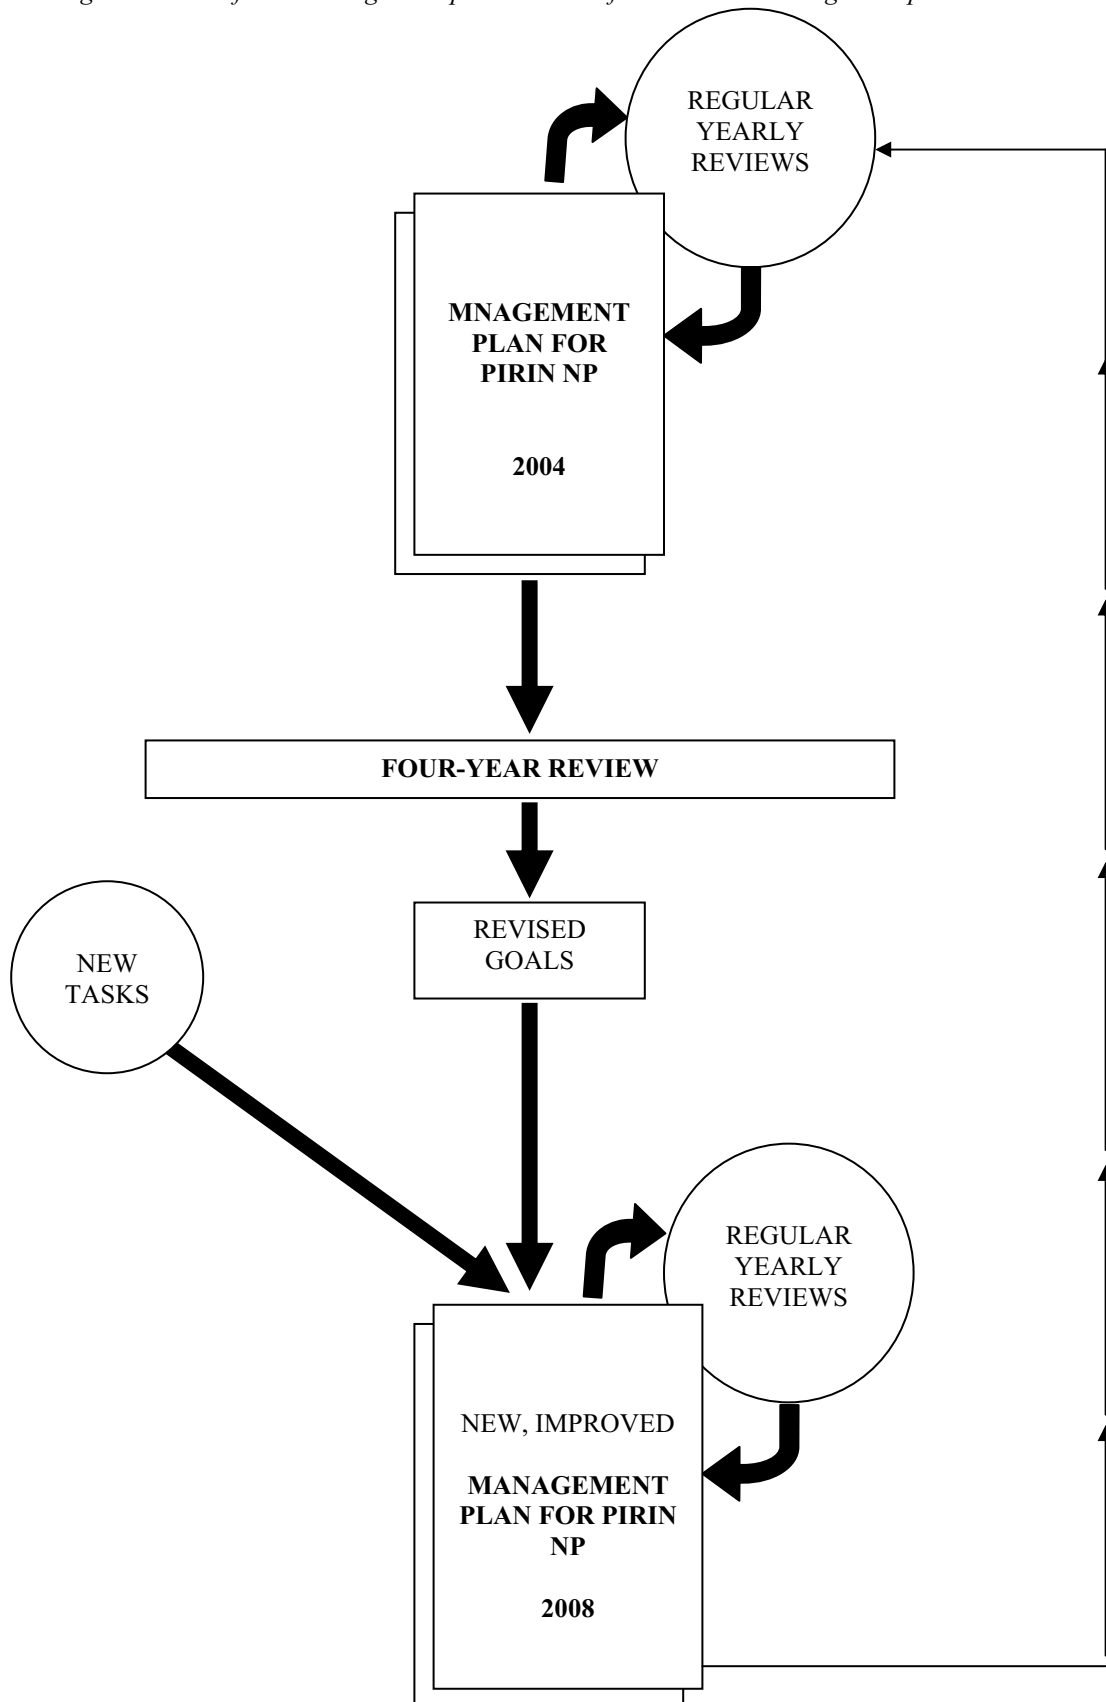 REGULAR
YEARLY
REVIEWS
MNAGEMENT
PLAN FOR
PIRIN NP
2004
FOUR-YEAR REVIEW
REVISED
GOALS
NEW
TASKS
REGULAR
YEARLY
REVIEWS
NEW, IMPROVED
MANAGEMENT
PLAN FOR PIRIN
NP
2008